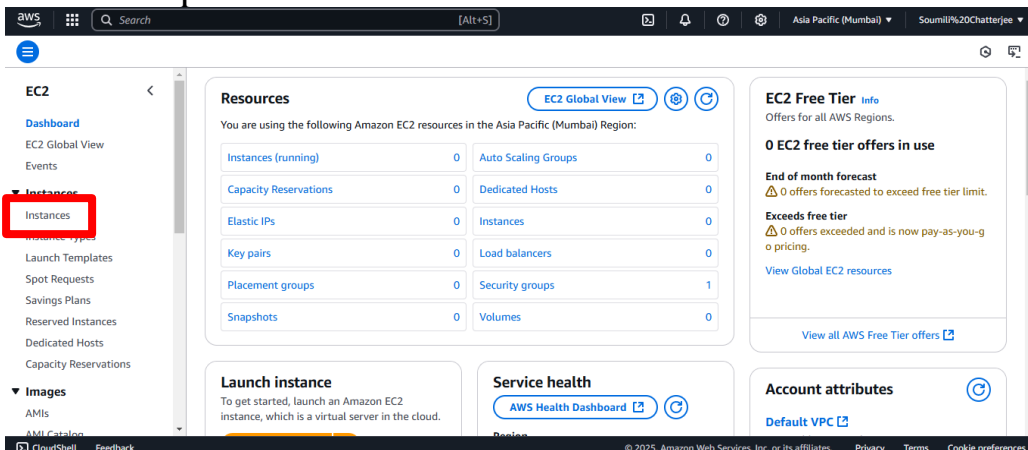 aws
Search
[Alt+S]
Asia Pacific (Mumbai) ▼
Soumili%20Chatterjee ▼
EC2
Dashboard
EC2 Global View
Events
▼ Instances
Instances
Instance Types
Launch Templates
Spot Requests
Savings Plans
Reserved Instances
Dedicated Hosts
Capacity Reservations
▼ Images
AMIs
AMI Catalog
Resources
EC2 Global View
You are using the following Amazon EC2 resources in the Asia Pacific (Mumbai) Region:
Instances (running) 0
Auto Scaling Groups 0
Capacity Reservations 0
Dedicated Hosts 0
Elastic IPs 0
Instances 0
Key pairs 0
Load balancers 0
Placement groups 0
Security groups 1
Snapshots 0
Volumes 0
Launch instance
To get started, launch an Amazon EC2
instance, which is a virtual server in the cloud.
Service health
AWS Health Dashboard
Region
EC2 Free Tier Info
Offers for all AWS Regions.
0 EC2 free tier offers in use
End of month forecast
0 offers forecasted to exceed free tier limit.
Exceeds free tier
0 offers exceeded and is now pay-as-you-g
o pricing.
View Global EC2 resources
View all AWS Free Tier offers
Account attributes
Default VPC
CloudShell Feedback
© 2025, Amazon Web Services, Inc. or its affiliates. Privacy Terms Cookie preferences